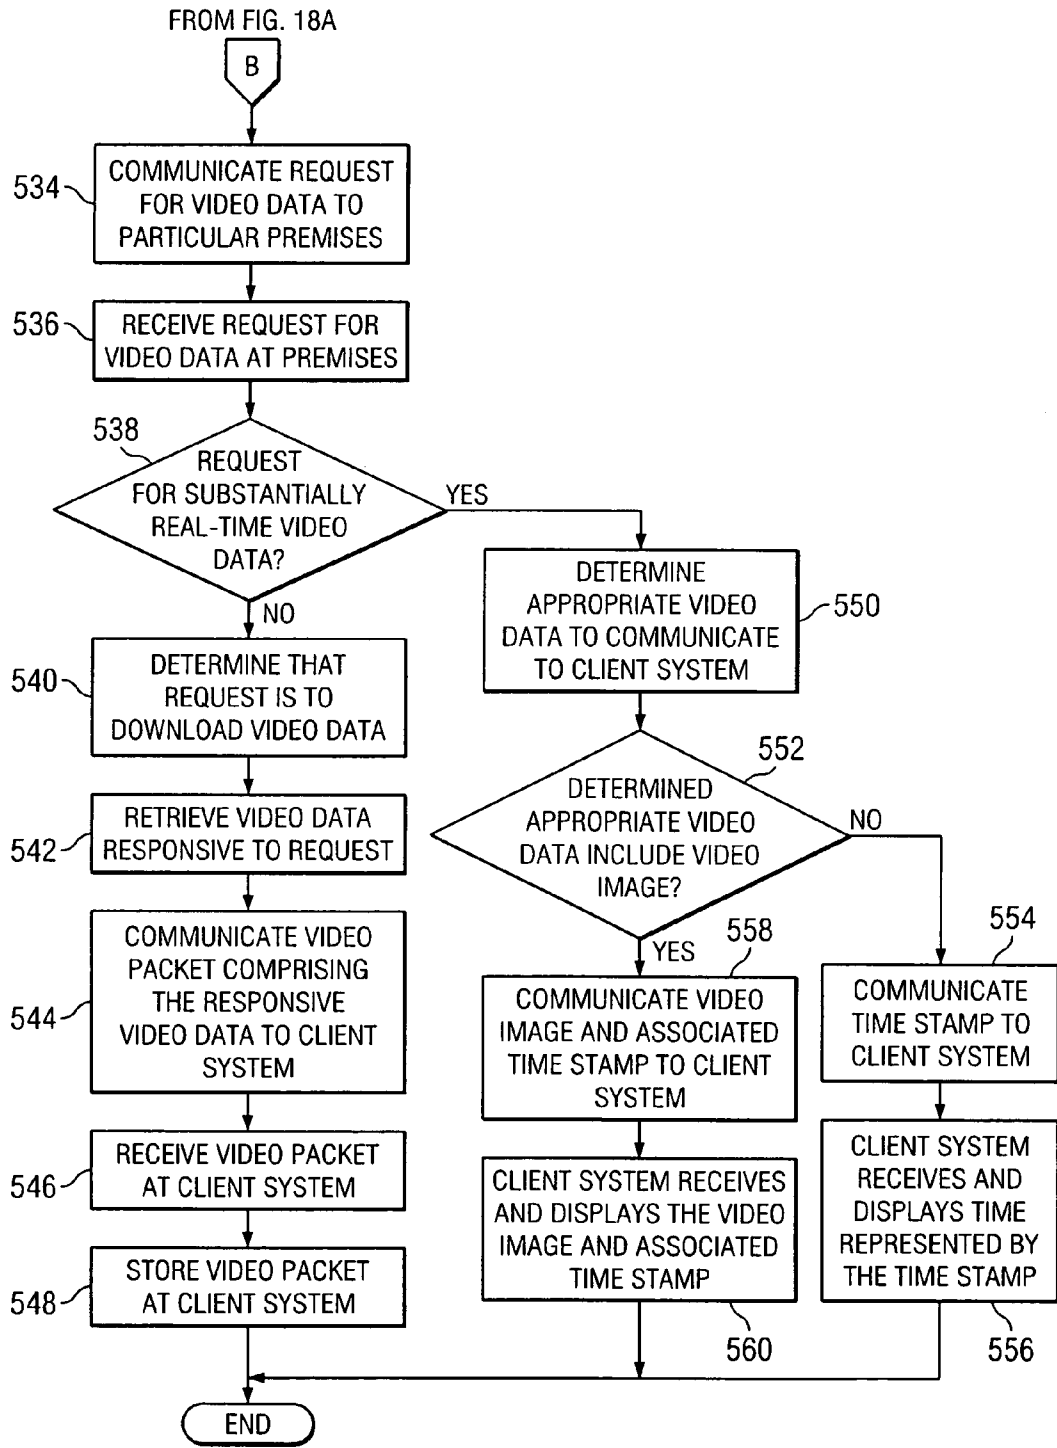 FROM FIG. 18A
B
534
COMMUNICATE REQUEST
FOR VIDEO DATA TO
PARTICULAR PREMISES
536
RECEIVE REQUEST FOR
VIDEO DATA AT PREMISES
538
REQUEST
FOR SUBSTANTIALLY
REAL-TIME VIDEO
DATA?
YES
NO
540
DETERMINE THAT
REQUEST IS TO
DOWNLOAD VIDEO DATA
542
RETRIEVE VIDEO DATA
RESPONSIVE TO REQUEST
544
COMMUNICATE VIDEO
PACKET COMPRISING
THE RESPONSIVE
VIDEO DATA TO CLIENT
SYSTEM
546
RECEIVE VIDEO PACKET
AT CLIENT SYSTEM
548
STORE VIDEO PACKET
AT CLIENT SYSTEM
550
DETERMINE
APPROPRIATE VIDEO
DATA TO COMMUNICATE
TO CLIENT SYSTEM
552
DETERMINED
APPROPRIATE VIDEO
DATA INCLUDE VIDEO
IMAGE?
NO
YES
558
COMMUNICATE VIDEO
IMAGE AND ASSOCIATED
TIME STAMP TO CLIENT
SYSTEM
CLIENT SYSTEM RECEIVES
AND DISPLAYS THE VIDEO
IMAGE AND ASSOCIATED
TIME STAMP
560
554
COMMUNICATE
TIME STAMP TO
CLIENT SYSTEM
CLIENT SYSTEM
RECEIVES AND
DISPLAYS TIME
REPRESENTED BY
THE TIME STAMP
556
END